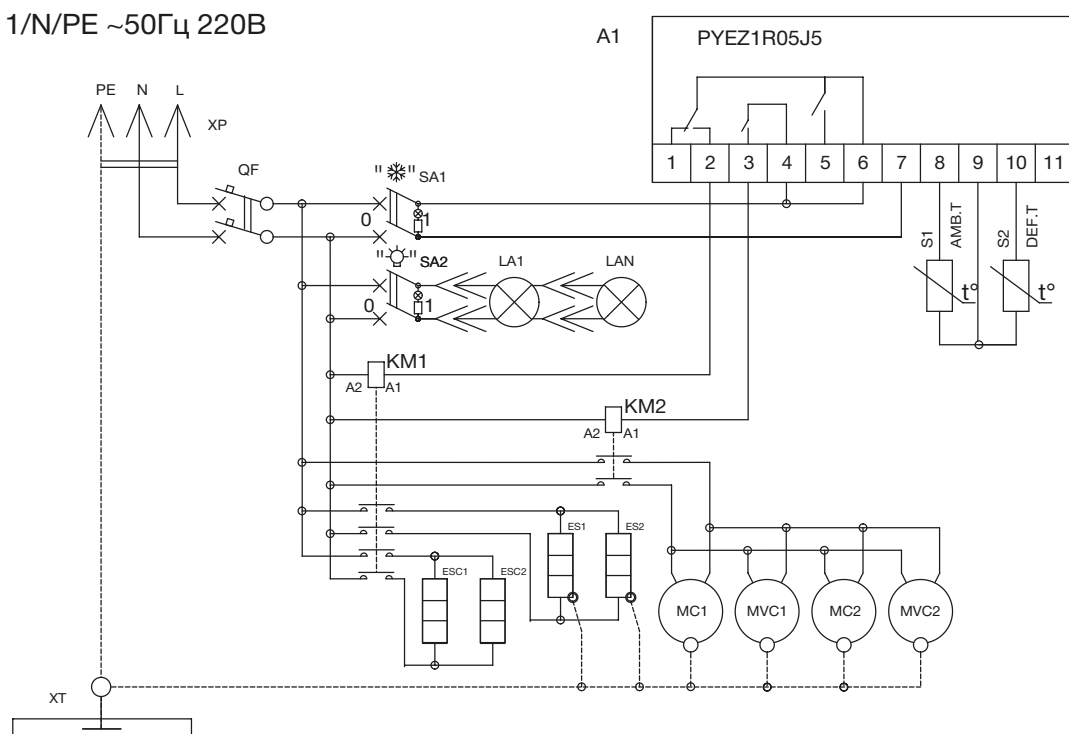 1/N/PE ~50Гц 220В
A1 PYEZ1R05J5
PE N L
XP
1 2 3 4 5 6 7 8 9 10 11
QF
" " SA1
0 1
S1 AMB.T S2 DEF.T
" " SA2 LA1 LAN
0 1
t° t°
KM1
A2 A1
KM2
A2 A1
ES1 ES2
ESC1 ESC2
MC1 MVC1 MC2 MVC2
XT